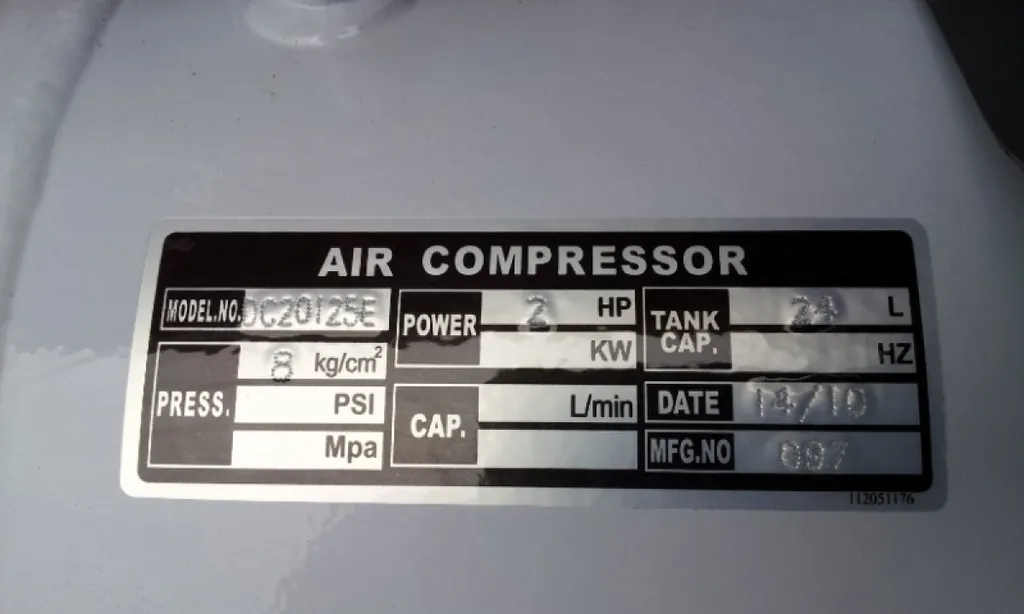 AIR COMPRESSOR
MODEL.NO. DC20125E
POWER 2 HP
KW
TANK CAP. 24 L
HZ
PRESS. 8 kg/cm²
PSI
Mpa
CAP. L/min
DATE 14/10
MFG.NO
112051176